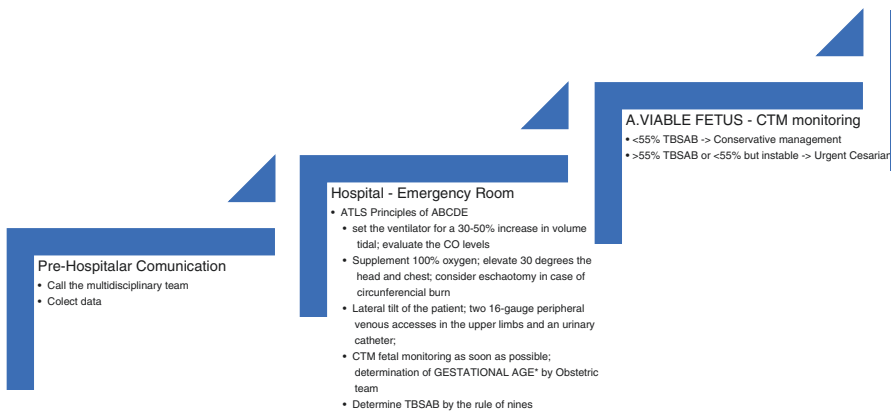 Pre-Hospitalar Comunication
• Call the multidisciplinary team
• Colect data
Hospital - Emergency Room
• ATLS Principles of ABCDE
• set the ventilator for a 30-50% increase in volume
tidal; evaluate the CO levels
• Supplement 100% oxygen; elevate 30 degrees the
head and chest; consider eschaotomy in case of
circunferencial burn
• Lateral tilt of the patient; two 16-gauge peripheral
venous accesses in the upper limbs and an urinary
catheter;
• CTM fetal monitoring as soon as possible;
determination of GESTATIONAL AGE* by Obstetric
team
• Determine TBSAB by the rule of nines
A.VIABLE FETUS - CTM monitoring
• <55% TBSAB -> Conservative management
• >55% TBSAB or <55% but instable -> Urgent Cesarian